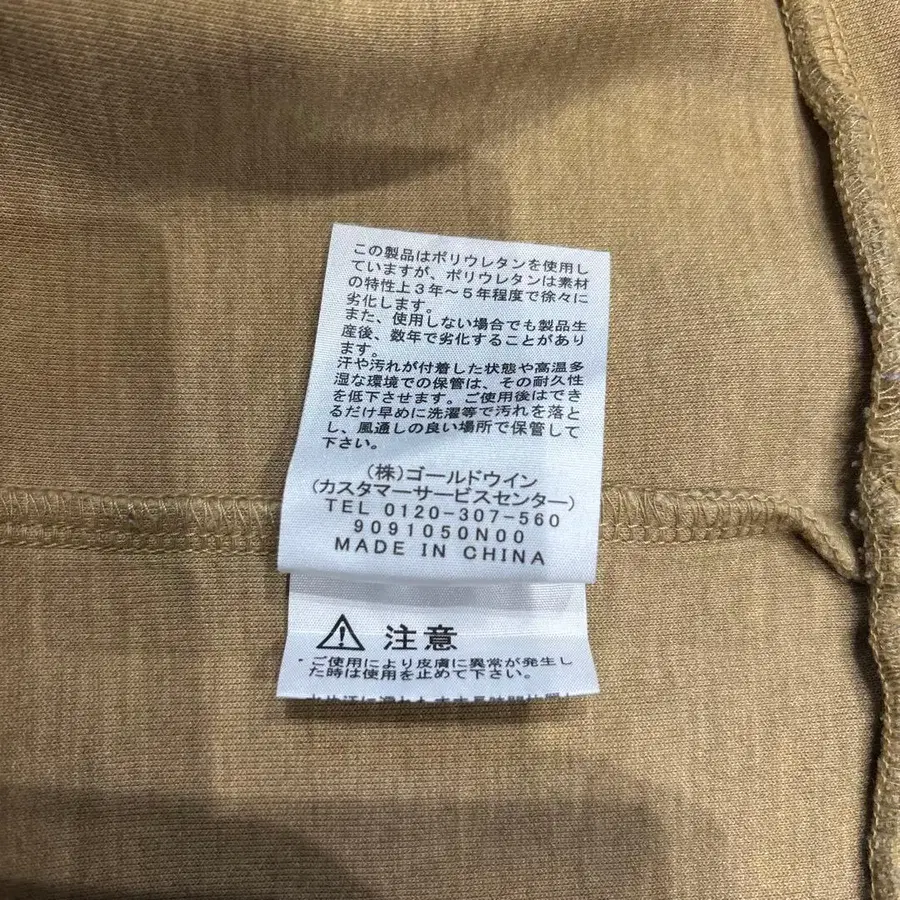 この製品はポリウレタンを使用し
ていますが、ポリウレタンは素材
の特性上3年～5年程度で徐々に
劣化します。
また、使用しない場合でも製品生
産後、数年で劣化することがあり
ます。
汗や汚れが付着した状態や高温多
湿な環境での保管は、その耐久性
を低下させます。ご使用後はでき
るだけ早めに洗濯等で汚れを落と
し、風通しの良い場所で保管して
下さい。
(株)ゴールドウイン
(カスタマーサービスセンター)
TEL 0120-307-560
9091050N00
MADE IN CHINA
⚠ 注意
・ご使用により皮膚に異常が発生し
た時は使用を止めて下さい。